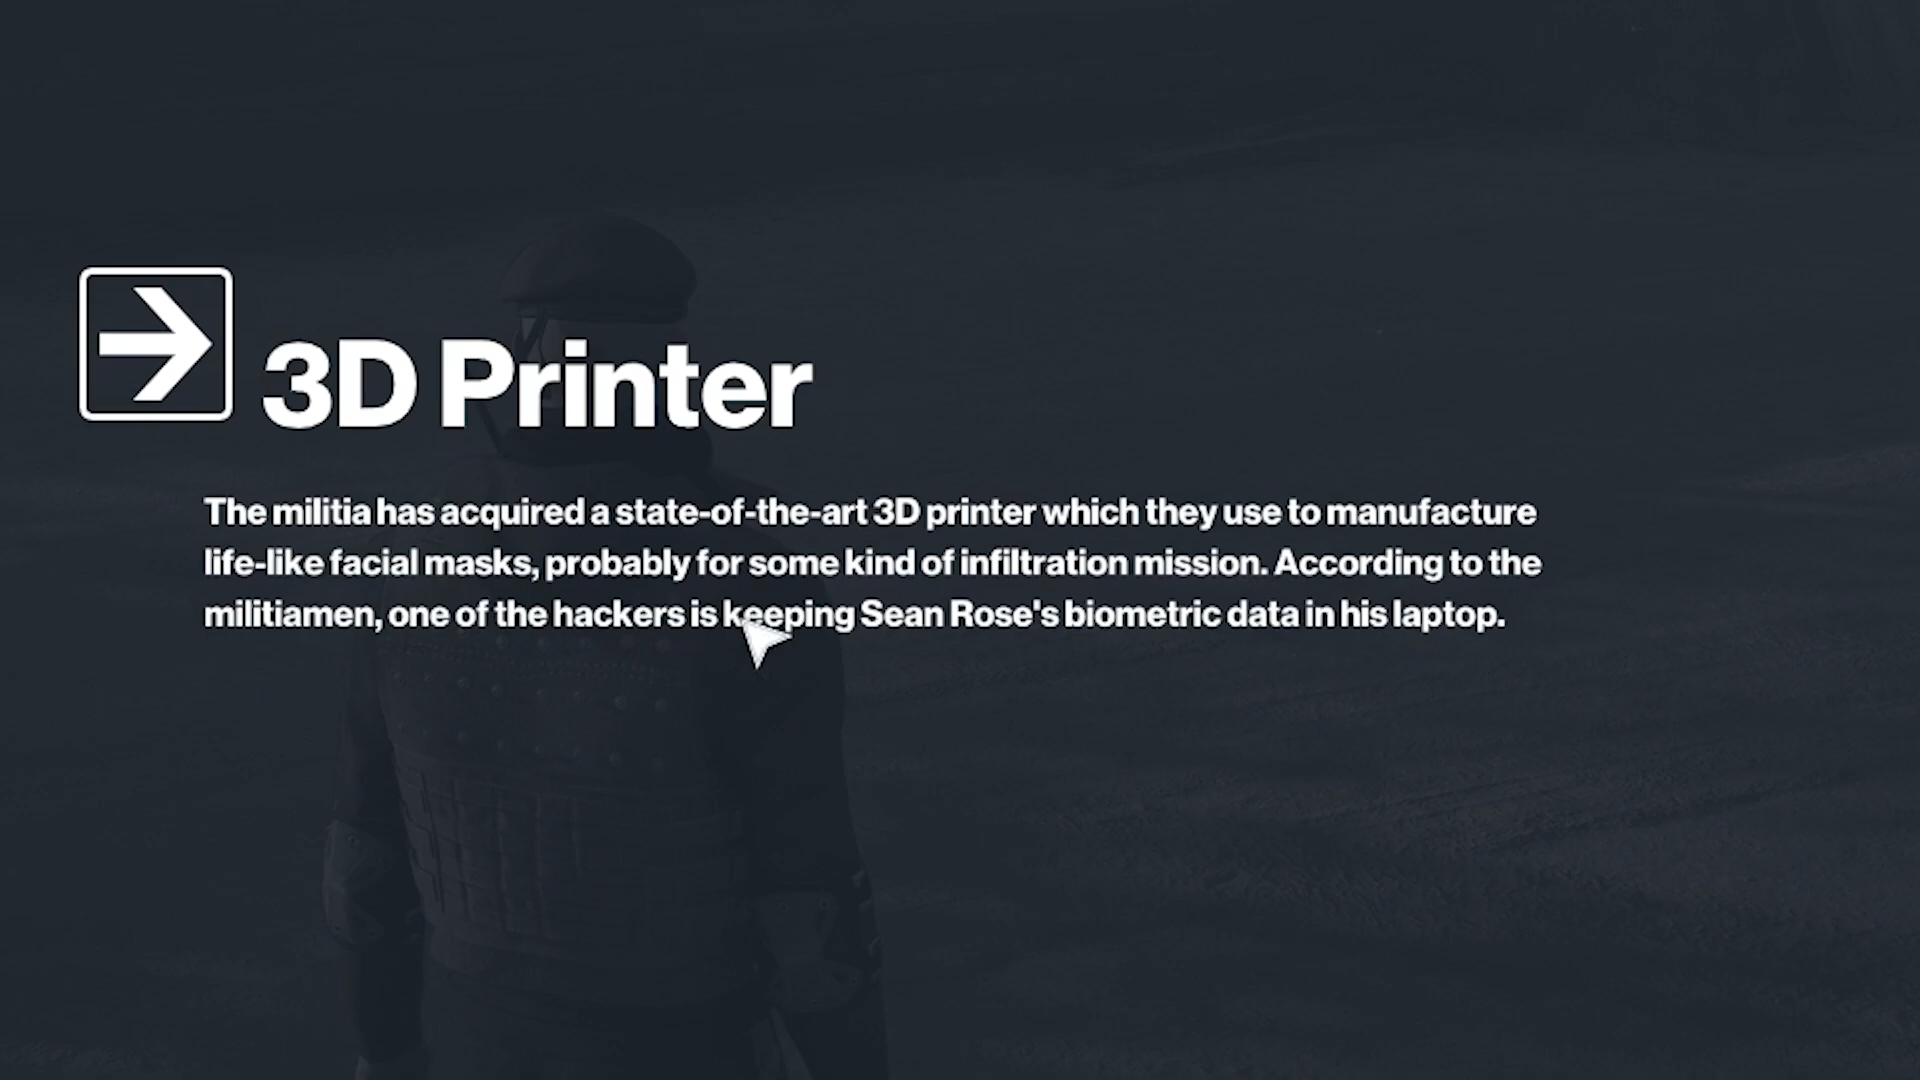 3D Printer
The militia has acquired a state-of-the-art 3D printer which they use to manufacture
life-like facial masks, probably for some kind of infiltration mission. According to the
militiamen, one of the hackers is keeping Sean Rose's biometric data in his laptop.